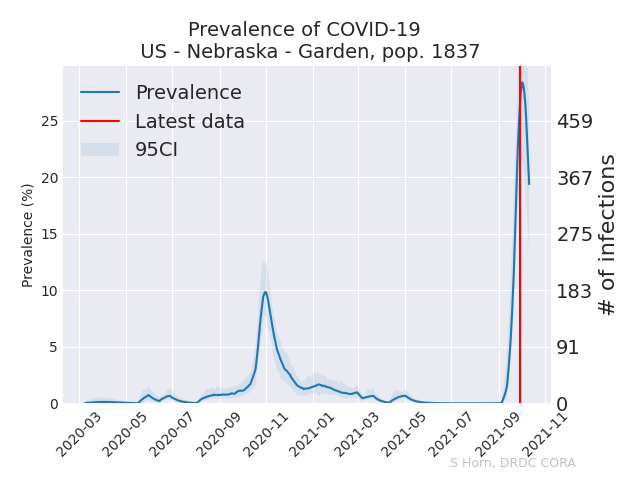 Prevalence of COVID-19
US - Nebraska - Garden, pop. 1837
Prevalence
Latest data
95CI
Prevalence (%)
25
20
15
10
5
0
459
367
275
183
91
0
# of infections
2020-03
2020-05
2020-07
2020-09
2020-11
2021-01
2021-03
2021-05
2021-07
2021-09
2021-11
S Horn, DRDC CORA